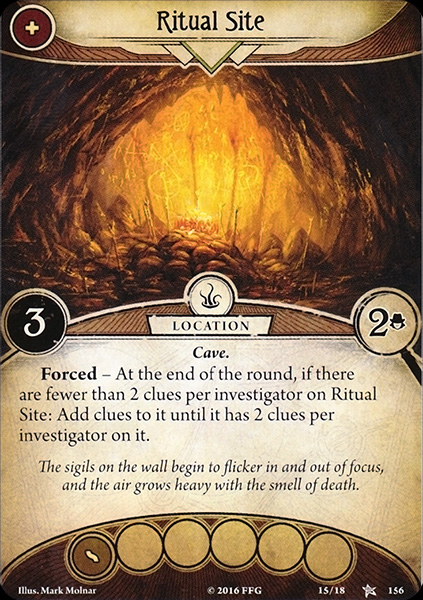 Ritual Site
3
LOCATION
2
Cave.
Forced – At the end of the round, if there
are fewer than 2 clues per investigator on Ritual
Site: Add clues to it until it has 2 clues per
investigator on it.
The sigils on the wall begin to flicker in and out of focus,
and the air grows heavy with the smell of death.
Illus. Mark Molnar © 2016 FFG 15/18 156